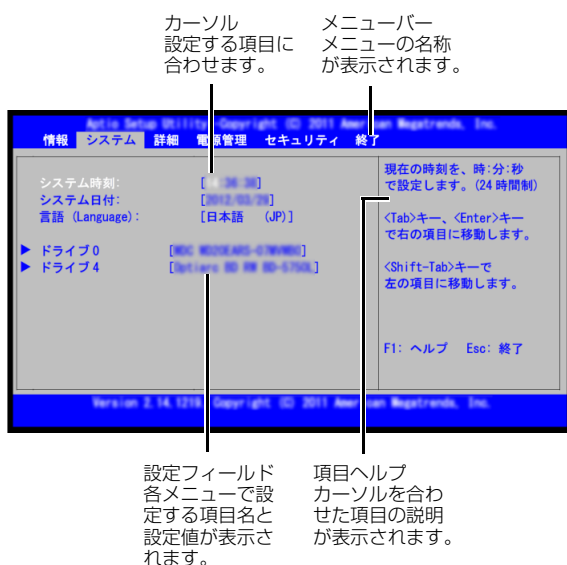 カーソル
設定する項目に
合わせます。
メニューバー
メニューの名称
が表示されます。
Aptio Setup Utility Copyright (C) 2011 American Megatrends, Inc.
情報 システム 詳細 電源管理 セキュリティ 終了
システム時刻: [ :36:38]
システム日付: [2012/03/29]
言語 (Language): [日本語 (JP)]
ドライブ0
ドライブ4
現在の時刻を、時:分:秒
で設定します。(24時間制)
<Tab>キー、<Enter>キー
で右の項目に移動します。
<Shift-Tab>キーで
左の項目に移動します。
F1: ヘルプ Esc: 終了
Version 2.14.1219. Copyright (C) 2011 American Megatrends, Inc.
設定フィールド
各メニューで設
定する項目名と
設定値が表示さ
れます。
項目ヘルプ
カーソルを合わ
せた項目の説明
が表示されます。